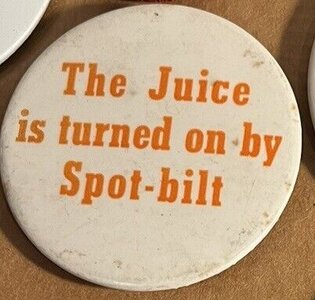 The Juice
is turned on by
Spot-bilt